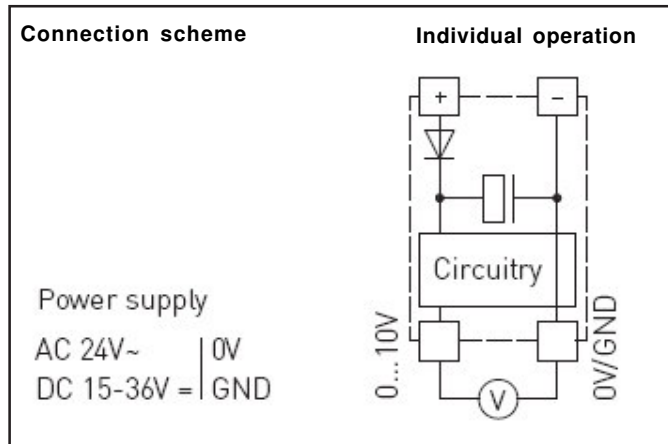 Connection scheme
Individual operation
+ −
Circuitry
Power supply
AC 24V~ 0V
DC 15-36V = GND
0...10V
0V/GND
V